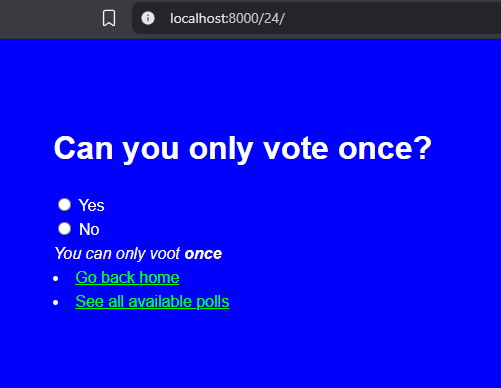 localhost:8000/24/
Can you only vote once?
Yes
No
You can only voot once
Go back home
See all available polls